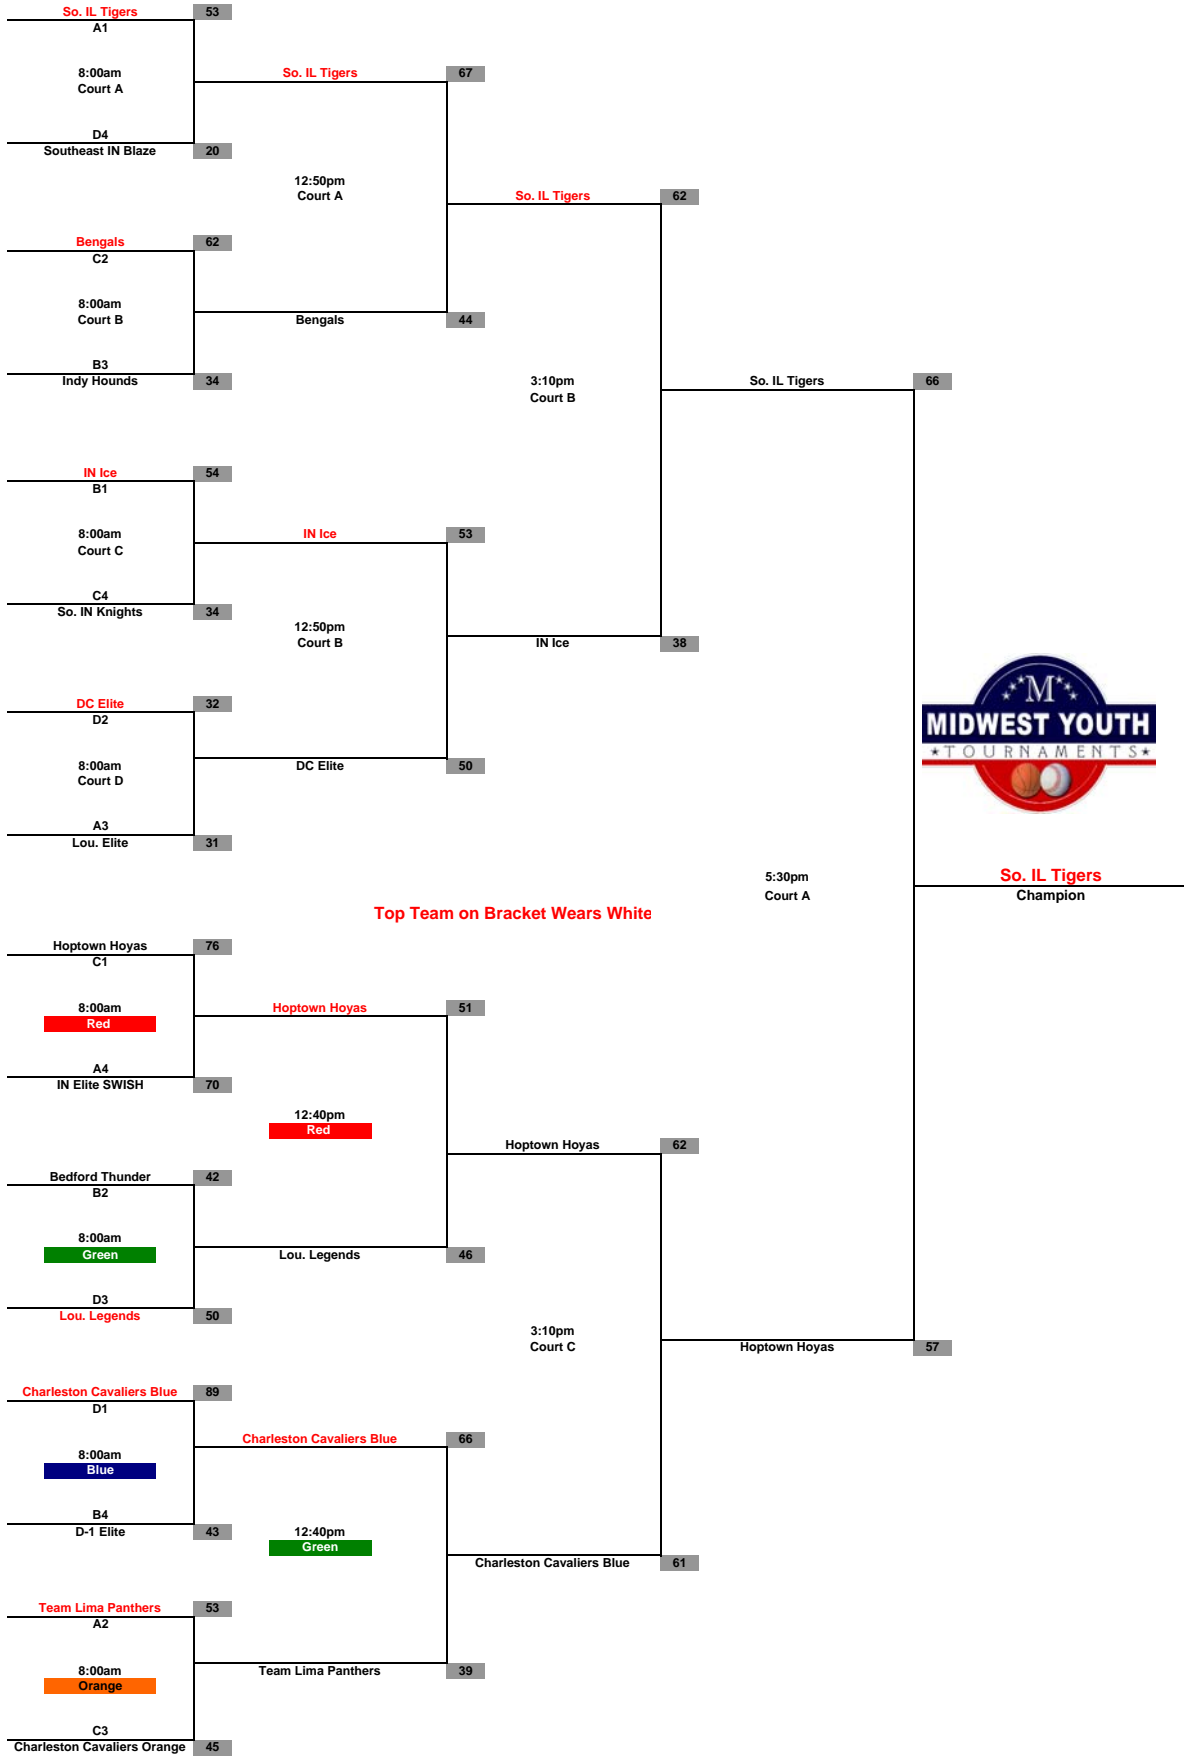 So. IL Tigers 53
A1
8:00am
Court A
So. IL Tigers 67
D4
Southeast IN Blaze 20
12:50pm
Court A
So. IL Tigers 62
Bengals 62
C2
8:00am
Court B
Bengals 44
B3
Indy Hounds 34
3:10pm
Court B
So. IL Tigers 66
IN Ice 54
B1
8:00am
Court C
IN Ice 53
C4
So. IN Knights 34
12:50pm
Court B
IN Ice 38
DC Elite 32
D2
8:00am
Court D
DC Elite 50
A3
Lou. Elite 31
M
MIDWEST YOUTH
TOURNAMENTS
5:30pm
Court A
So. IL Tigers
Champion
Top Team on Bracket Wears White
Hoptown Hoyas 76
C1
8:00am
Red
Hoptown Hoyas 51
A4
IN Elite SWISH 70
12:40pm
Red
Hoptown Hoyas 62
Bedford Thunder 42
B2
8:00am
Green
Lou. Legends 46
D3
Lou. Legends 50
3:10pm
Court C
Hoptown Hoyas 57
Charleston Cavaliers Blue 89
D1
8:00am
Blue
Charleston Cavaliers Blue 66
B4
D-1 Elite 43
12:40pm
Green
Charleston Cavaliers Blue 61
Team Lima Panthers 53
A2
8:00am
Orange
Team Lima Panthers 39
C3
Charleston Cavaliers Orange 45